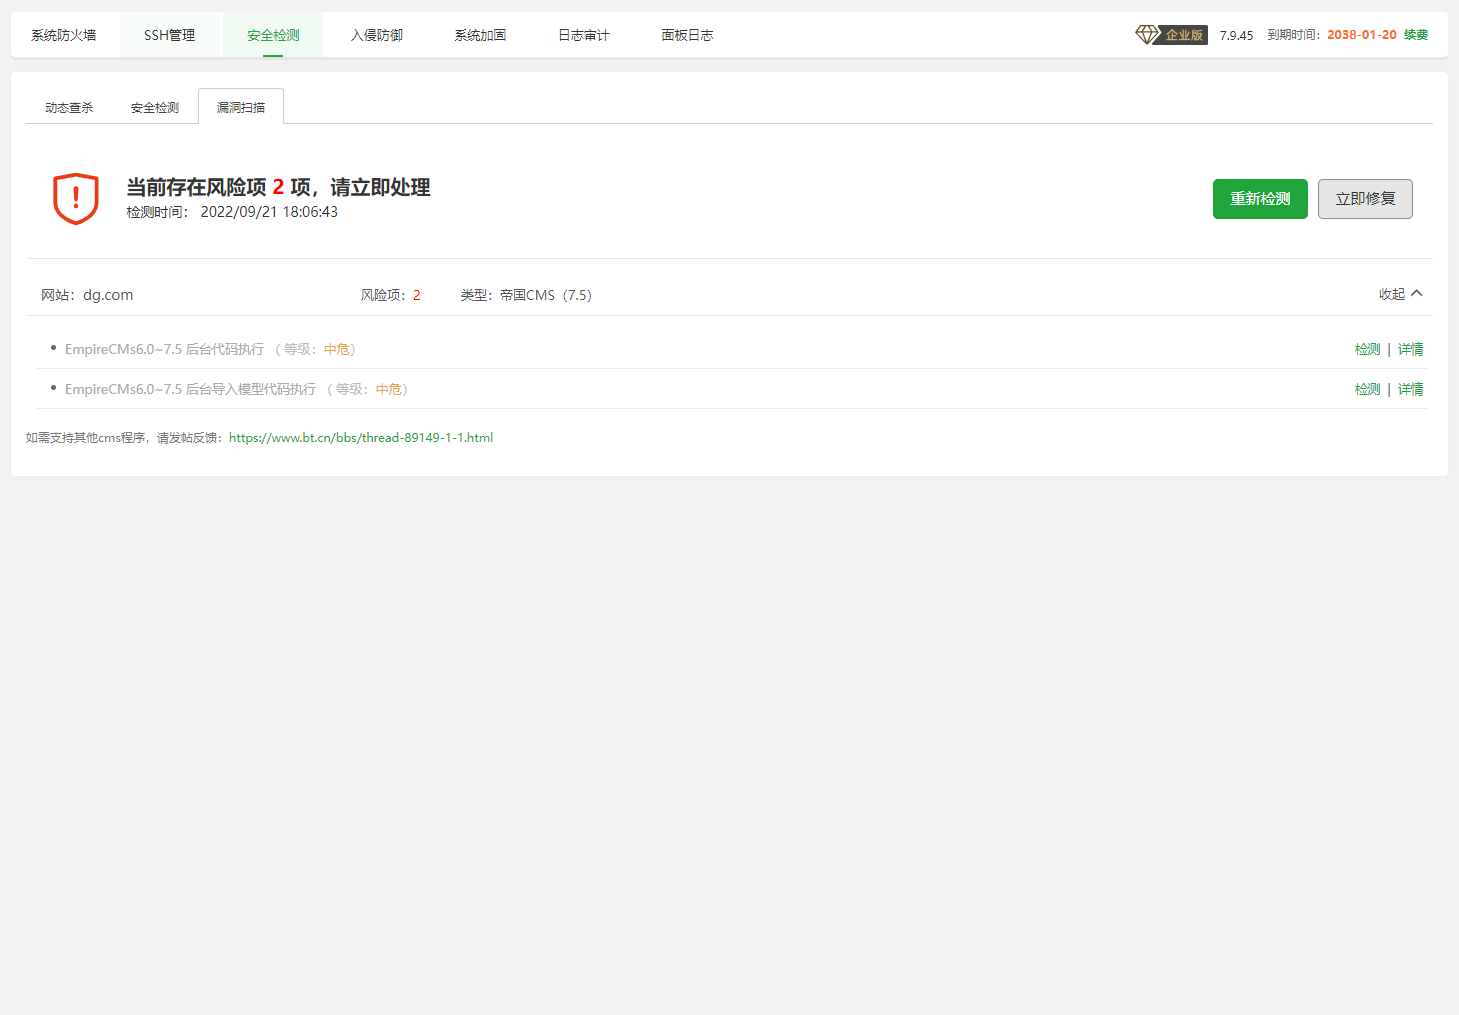 系统防火墙 SSH管理 安全检测 入侵防御 系统加固 日志审计 面板日志 企业版 7.9.45 到期时间：2038-01-20 续费
动态查杀 安全检测 漏洞扫描
当前存在风险项 2 项，请立即处理
检测时间： 2022/09/21 18:06:43
重新检测 立即修复
网站：dg.com 风险项：2 类型：帝国CMS（7.5） 收起
EmpireCMs6.0~7.5 后台代码执行 （ 等级：中危） 检测 | 详情
EmpireCMs6.0~7.5 后台导入模型代码执行 （ 等级：中危） 检测 | 详情
如需支持其他cms程序，请发帖反馈：https://www.bt.cn/bbs/thread-89149-1-1.html